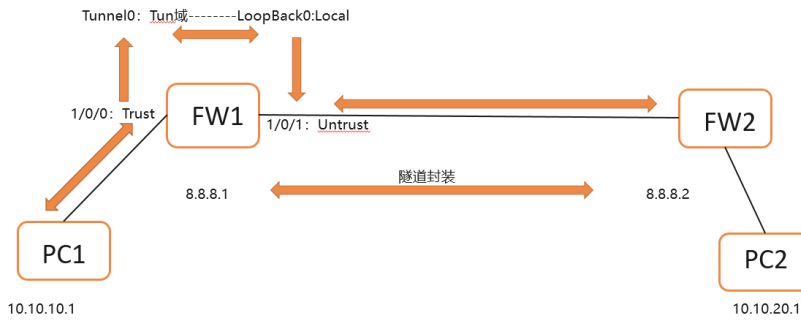 Tunnel0：Tun域--------LoopBack0:Local
1/0/0：Trust
FW1
1/0/1：Untrust
FW2
隧道封装
8.8.8.1
8.8.8.2
PC1
PC2
10.10.10.1
10.10.20.1